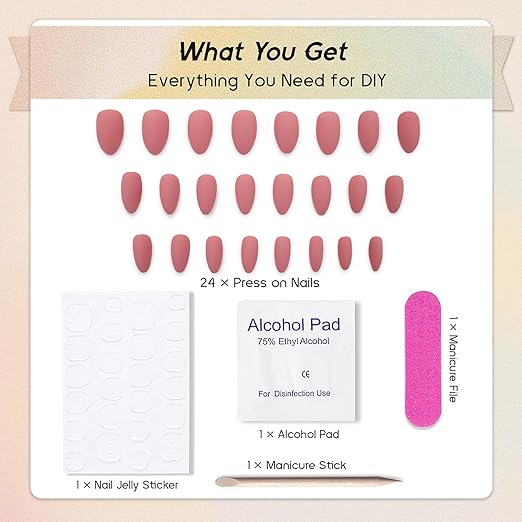 What You Get
Everything You Need for DIY
24 × Press on Nails
Alcohol Pad
75% Ethyl Alcohol
CE
For Disinfection Use
1 × Manicure File
1 × Alcohol Pad
1 × Manicure Stick
1 × Nail Jelly Sticker